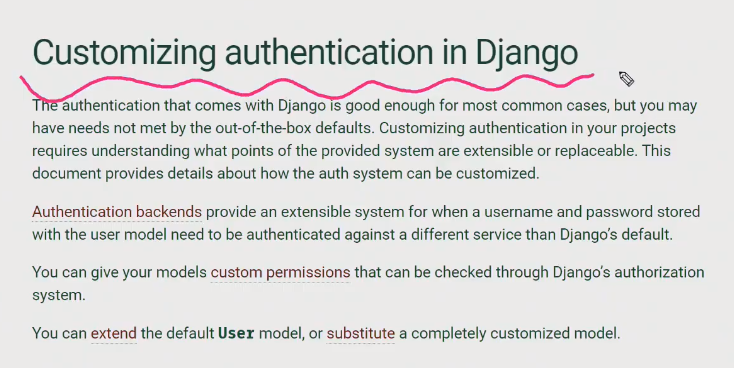 Customizing authentication in Django
The authentication that comes with Django is good enough for most common cases, but you may
have needs not met by the out-of-the-box defaults. Customizing authentication in your projects
requires understanding what points of the provided system are extensible or replaceable. This
document provides details about how the auth system can be customized.
Authentication backends provide an extensible system for when a username and password stored
with the user model need to be authenticated against a different service than Django’s default.
You can give your models custom permissions that can be checked through Django’s authorization
system.
You can extend the default User model, or substitute a completely customized model.